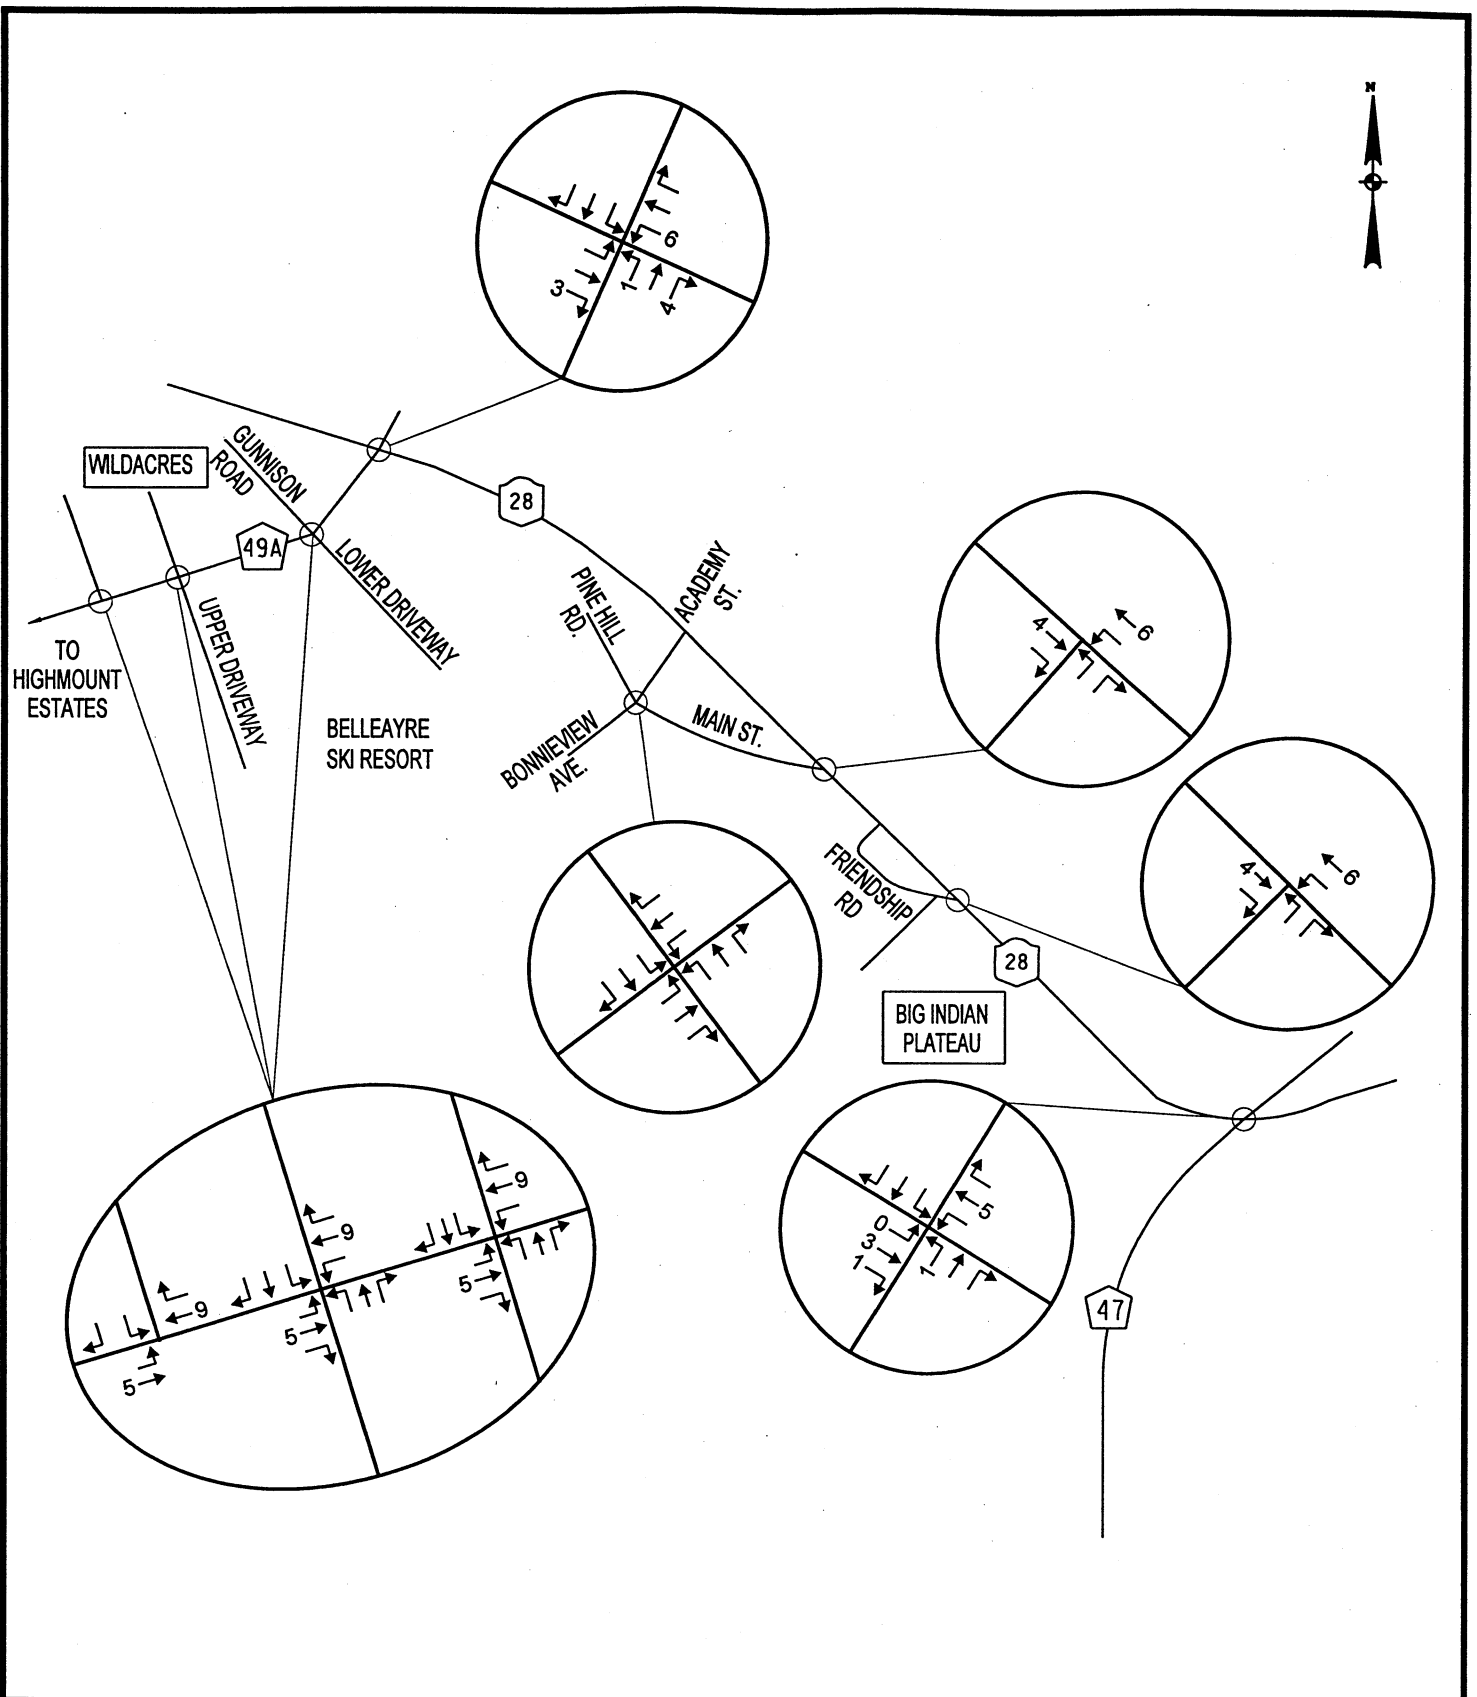 N
6
3
1
4
WILDACRES
GUNNISON
ROAD
28
49A
LOWER DRIVEWAY
UPPER DRIVEWAY
TO
HIGHMOUNT
ESTATES
BELLEAYRE
SKI RESORT
PINE HILL
RD.
ACADEMY
ST.
BONNIEVIEW
AVE.
MAIN ST.
4
6
4
6
FRIENDSHIP
RD
28
BIG INDIAN
PLATEAU
9
5
9
5
9
5
0
3
1
5
1
47